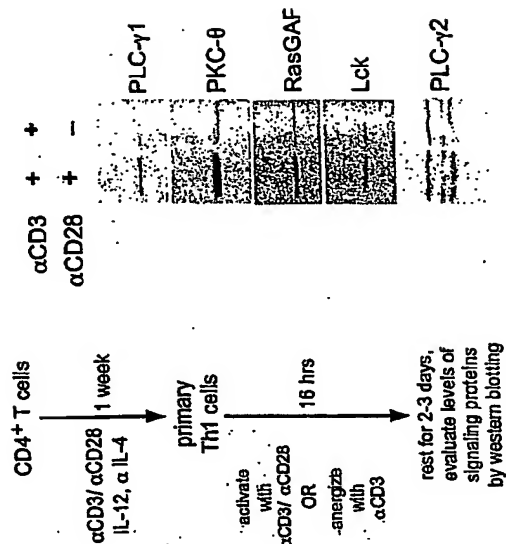 CD4+ T cells
αCD3/ αCD28
IL-12, α IL-4
1 week
primary
Th1 cells
activate
with
αCD3/ αCD28
OR
anergize
with
αCD3
16 hrs
rest for 2-3 days,
evaluate levels of
signaling proteins
by western blotting
αCD3 + +
αCD28 + −
PLC-γ1
PKC-θ
RasGAF
Lck
PLC-γ2